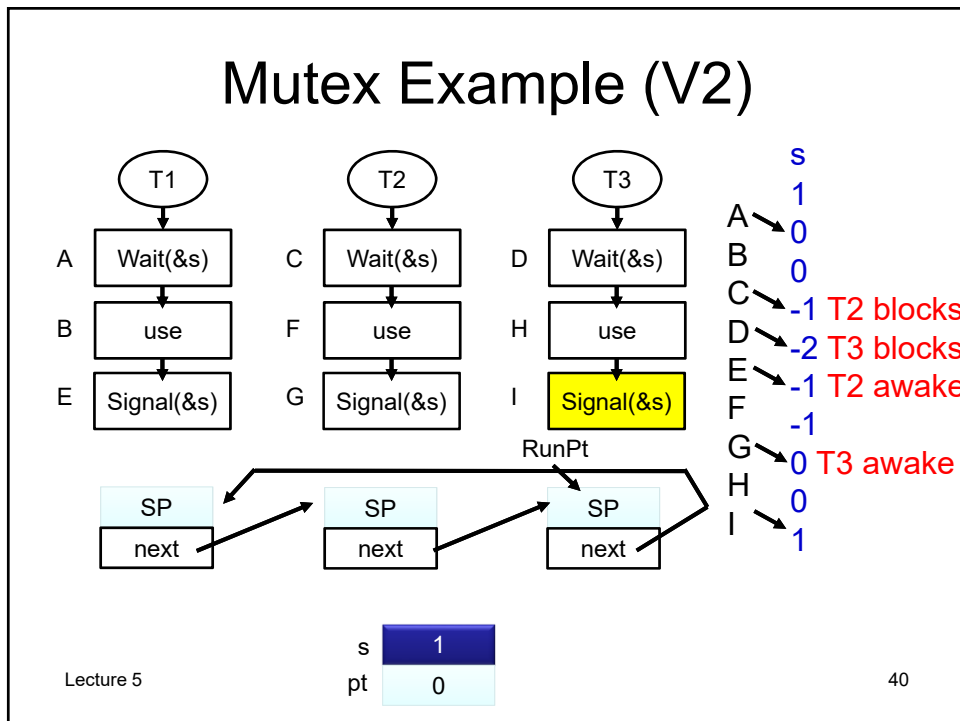 Mutex Example (V2)
T1 T2 T3
A Wait(&s) C Wait(&s) D Wait(&s)
B use F use H use
E Signal(&s) G Signal(&s) I Signal(&s)
s
1
A
0
B
0
C
-1 T2 blocks
D
-2 T3 blocks
E
-1 T2 awake
F
-1
G
0 T3 awake
H
0
I
1
RunPt
SP SP SP
next next next
s 1
pt 0
Lecture 5
40